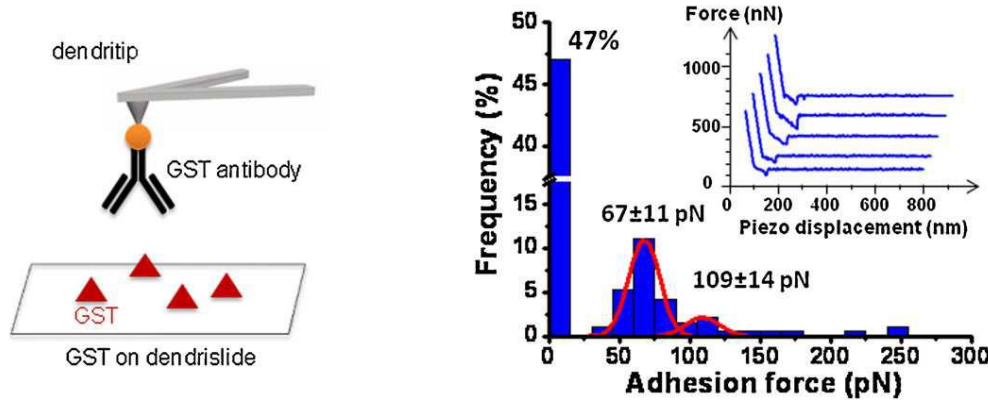 dendritip
GST antibody
GST
GST on dendrislide
Frequency (%)
50
45
40
15
10
5
0
47%
67±11 pN
109±14 pN
0
50
100
150
200
250
300
Adhesion force (pN)
Force (nN)
1000
500
0
0
200
400
600
800
Piezo displacement (nm)